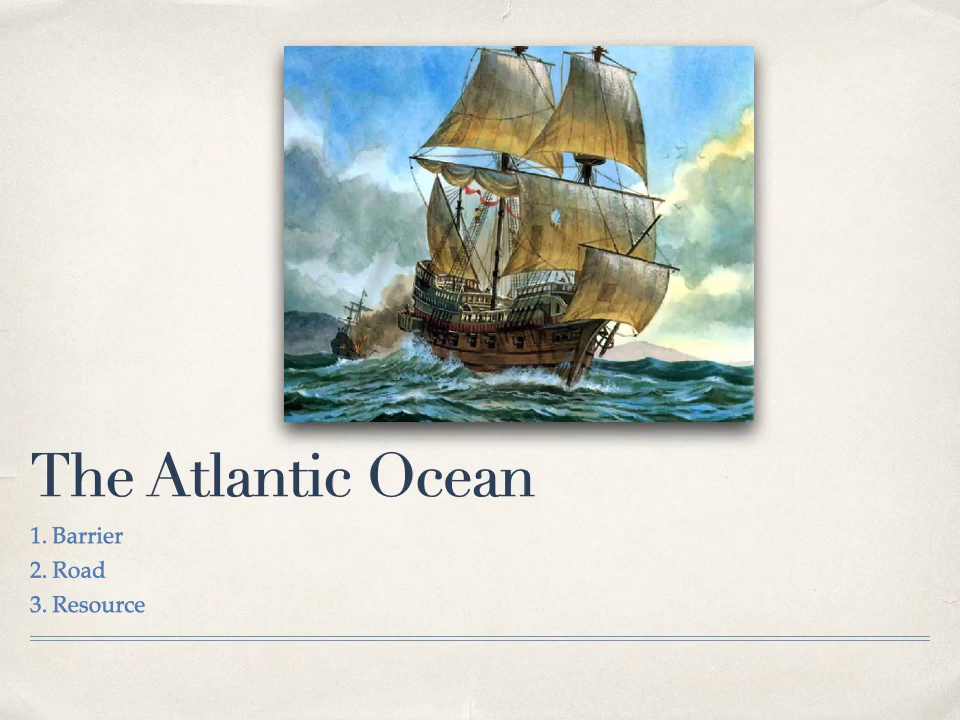 The Atlantic Ocean
1. Barrier
2. Road
3. Resource